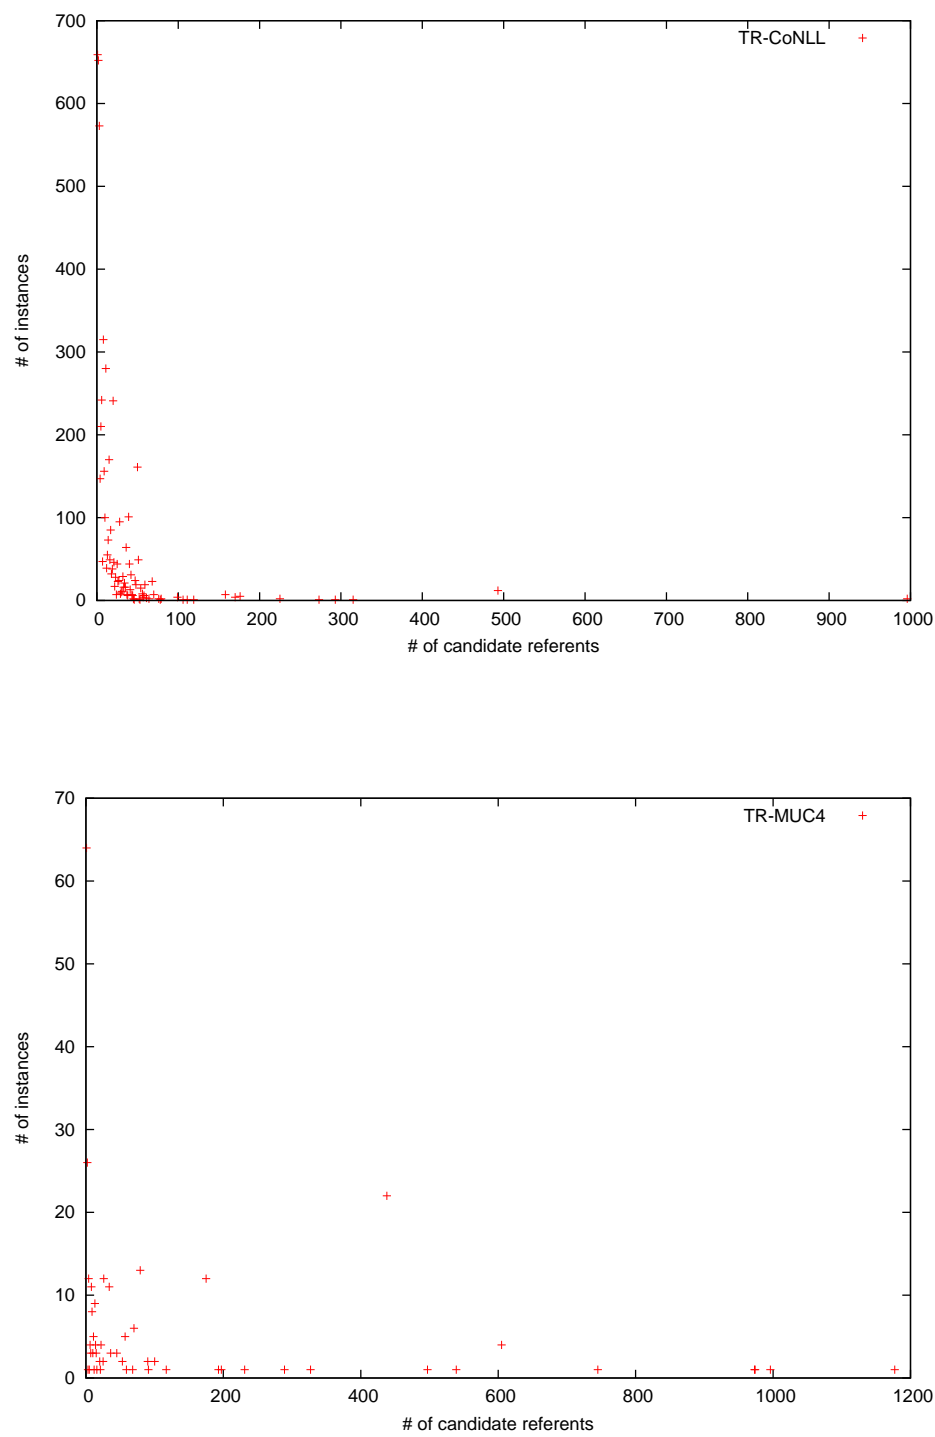 700
600
500
400
300
200
100
0
# of instances
TR-CoNLL
0 100 200 300 400 500 600 700 800 900 1000
# of candidate referents
70
60
50
40
30
20
10
0
# of instances
TR-MUC4
0 200 400 600 800 1000 1200
# of candidate referents